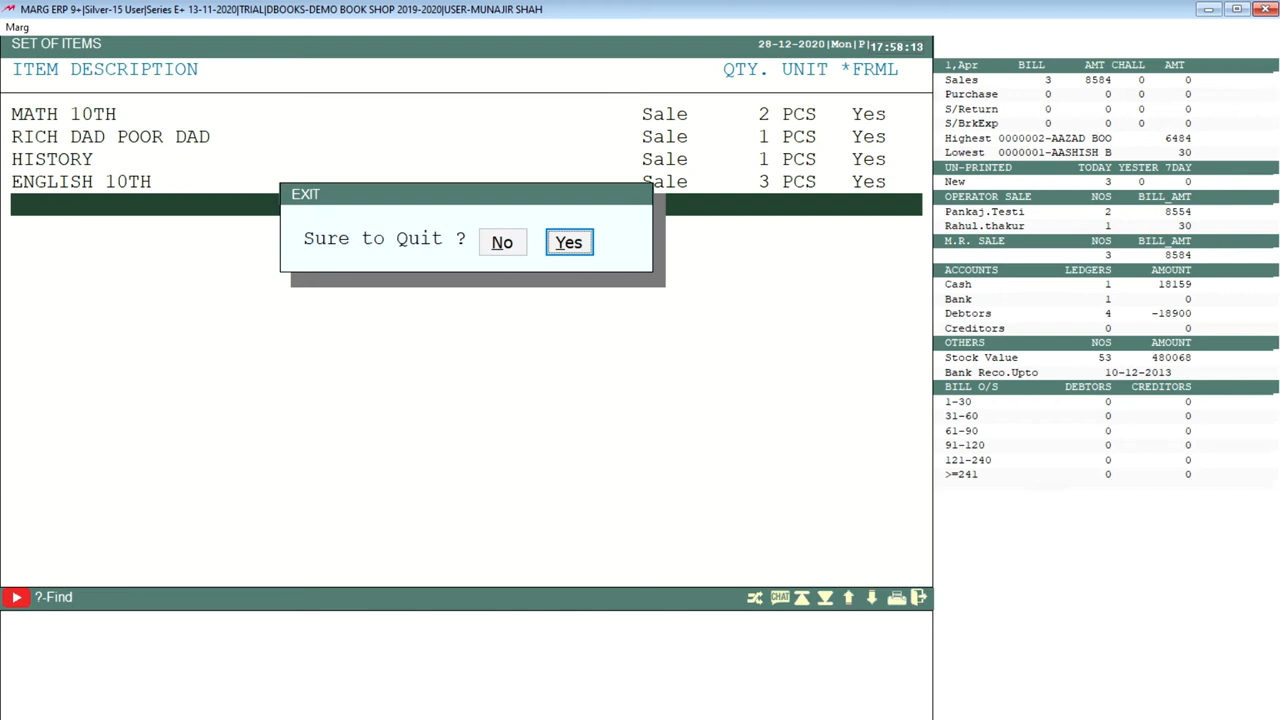 MARG ERP 9+|Silver-15 User|Series E+ 13-11-2020|TRIAL|DBOOKS-DEMO BOOK SHOP 2019-2020|USER-MUNAJIR SHAH
Marg
SET OF ITEMS 28-12-2020|Mon|P|17:58:13
ITEM DESCRIPTION QTY. UNIT *FRML
MATH 10TH Sale 2 PCS Yes
RICH DAD POOR DAD Sale 1 PCS Yes
HISTORY Sale 1 PCS Yes
ENGLISH 10TH Sale 3 PCS Yes
EXIT
Sure to Quit ? No Yes
?-Find
CHAT
1,Apr BILL AMT CHALL AMT
Sales 3 8584 0 0
Purchase 0 0 0 0
S/Return 0 0 0 0
S/BrkExp 0 0 0 0
Highest 0000002-AAZAD BOO 6484
Lowest 0000001-AASHISH B 30
UN-PRINTED TODAY YESTER 7DAY
New 3 0 0
OPERATOR SALE NOS BILL_AMT
Pankaj.Testi 2 8554
Rahul.thakur 1 30
M.R. SALE NOS BILL_AMT
3 8584
ACCOUNTS LEDGERS AMOUNT
Cash 1 18159
Bank 1 0
Debtors 4 -18900
Creditors 0 0
OTHERS NOS AMOUNT
Stock Value 53 480068
Bank Reco.Upto 10-12-2013
BILL O/S DEBTORS CREDITORS
1-30 0 0
31-60 0 0
61-90 0 0
91-120 0 0
121-240 0 0
>=241 0 0